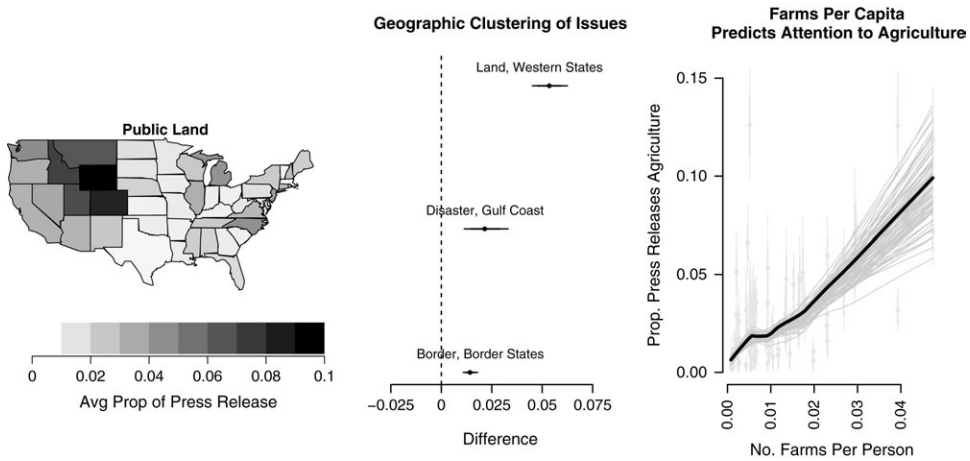 Public Land
0 0.02 0.04 0.06 0.08 0.1
Avg Prop of Press Release
Geographic Clustering of Issues
Land, Western States
Disaster, Gulf Coast
Border, Border States
−0.025 0 0.025 0.05 0.075
Difference
Farms Per Capita
Predicts Attention to Agriculture
Prop. Press Releases Agriculture
0.15
0.10
0.05
0.00
0.00 0.01 0.02 0.03 0.04
No. Farms Per Person